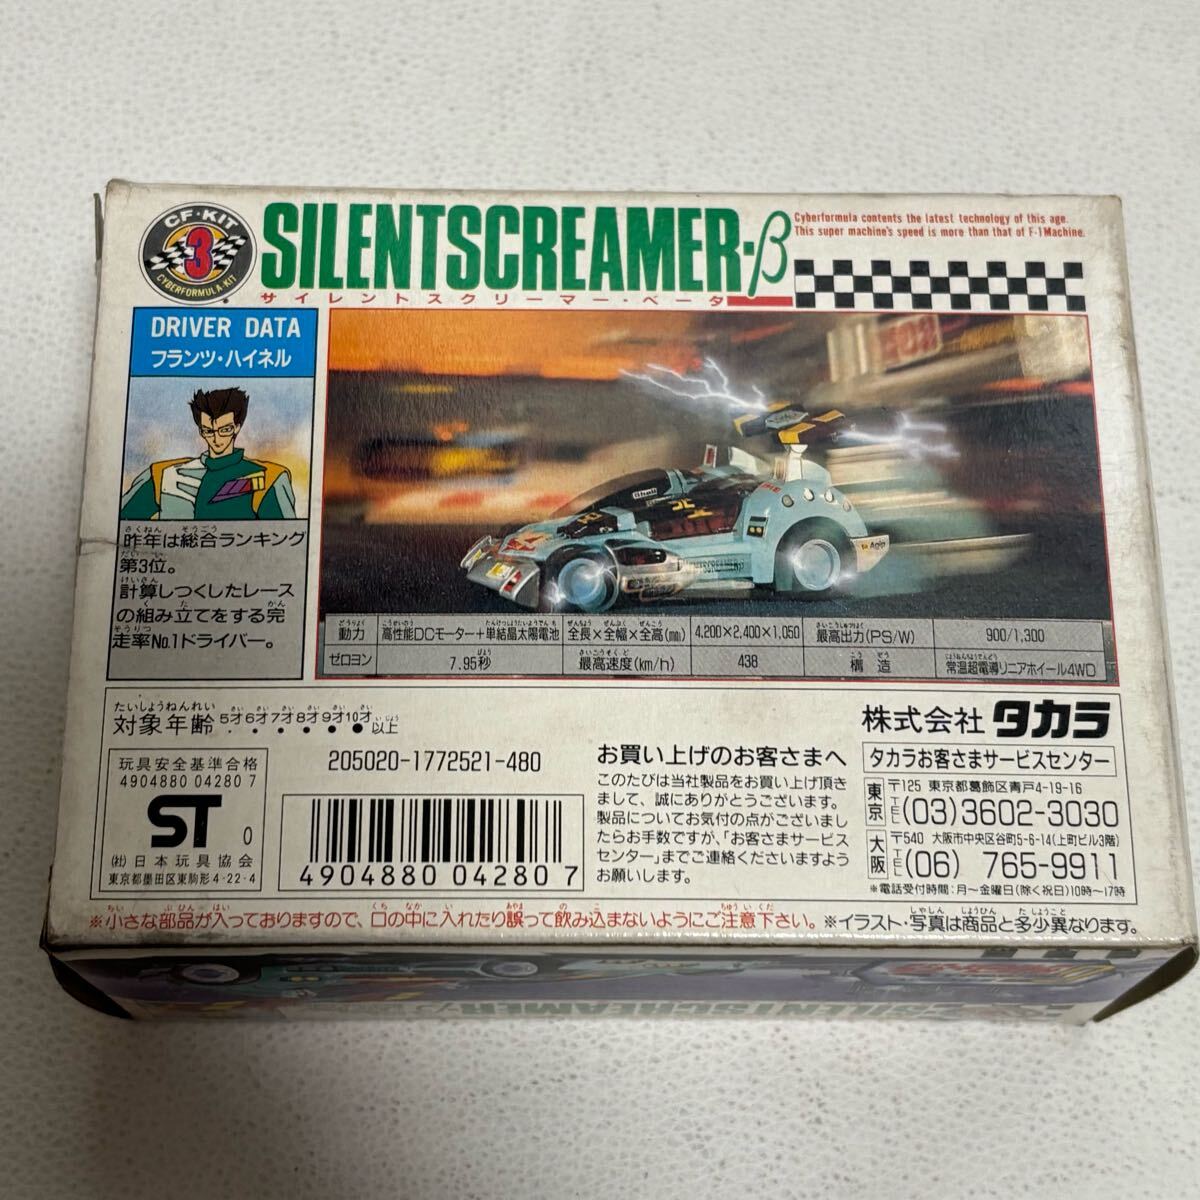 CF・KIT
3
CYBERFORMULA・KIT
SILENTSCREAMER-β
サイレントスクリーマー・ベータ
Cyberformula contents the latest technology of this age.
This super machine's speed is more than that of F-1 Machine.
DRIVER DATA
フランツ・ハイネル
昨年は総合ランキング
第3位。
計算しつくしたレース
の組み立てをする完
走率No.1ドライバー。
Shell
Agip
SILENTSCREAMER-β
動力 高性能DCモーター+単結晶太陽電池 全長×全幅×全高(mm) 4,200×2,400×1,050 最高出力(PS/W) 900/1,300
ゼロヨン 7.95秒 最高速度(km/h) 438 構造 常温超電導リニアホイール4WD
対象年齢 5才 6才 7才 8才 9才 10才以上
株式会社 タカラ
玩具安全基準合格
4904880 04280 7
ST 0
(社)日本玩具協会
東京都墨田区東駒形4-22-4
205020-1772521-480
4904880 042807
お買い上げのお客さまへ
このたびは当社製品をお買い上げ頂き
まして、誠にありがとうございます。
製品についてお気付の点がございまし
たらお手数ですが、「お客さまサービス
センター」までご連絡くださいますよう
お願いします。
タカラお客さまサービスセンター
東京 〒125 東京都葛飾区青戸4-19-16
TEL (03)3602-3030
大阪 〒540 大阪市中央区谷町5-6-14(上町ビル3階)
TEL (06) 765-9911
※電話受付時間:月〜金曜日(除く祝日)10時〜17時
※小さな部品が入っておりますので、口の中に入れたり誤って飲み込まないようにご注意下さい。
※イラスト・写真は商品と多少異なります。
SILENTSCREAMER-β
SILENTSCREAMER